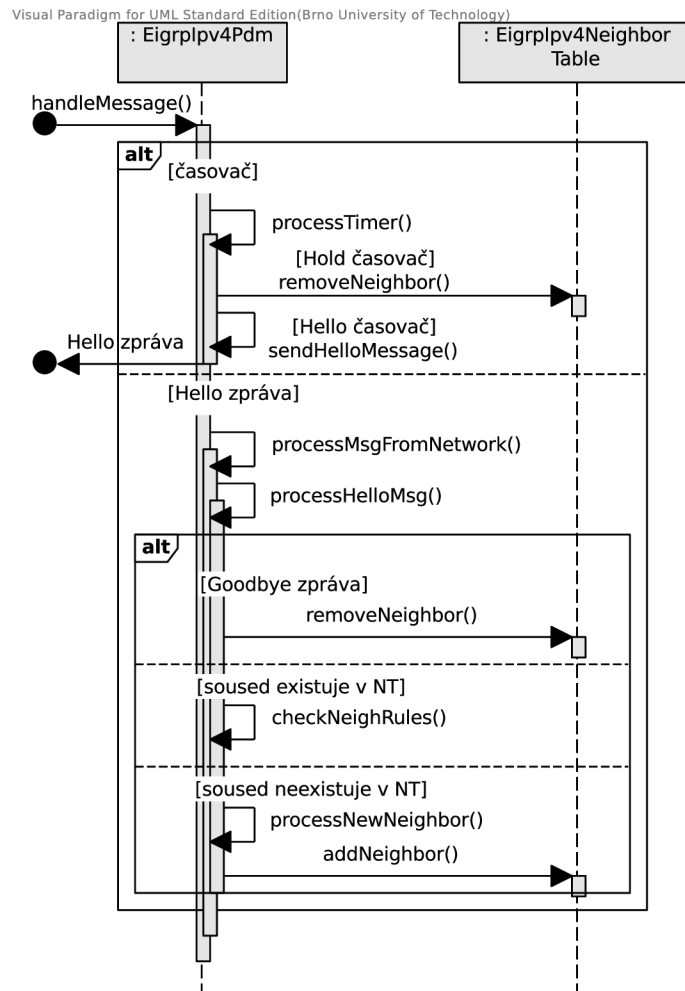 Visual Paradigm for UML Standard Edition(Brno University of Technology)
: EigrpIpv4Pdm
: EigrpIpv4Neighbor
Table
handleMessage()
alt
[časovač]
processTimer()
[Hold časovač]
removeNeighbor()
[Hello časovač]
Hello zpráva
sendHelloMessage()
[Hello zpráva]
processMsgFromNetwork()
processHelloMsg()
alt
[Goodbye zpráva]
removeNeighbor()
[soused existuje v NT]
checkNeighRules()
[soused neexistuje v NT]
processNewNeighbor()
addNeighbor()